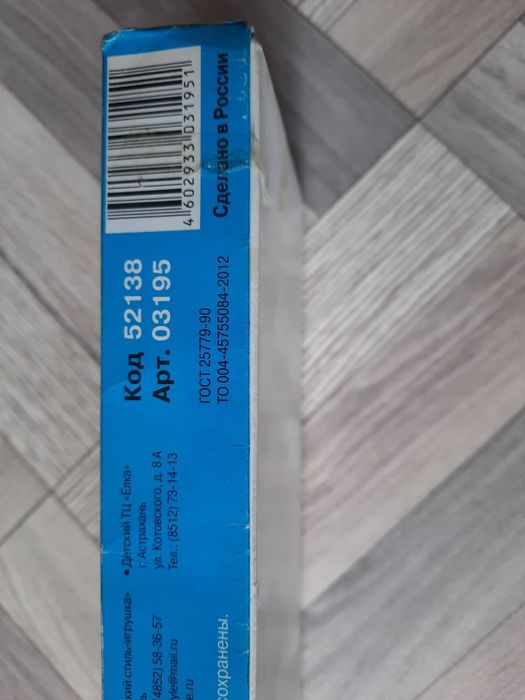 4 602933 031951
Сделано в России
Код 52138
Арт. 03195
ГОСТ 25779-90
ТО 004-45755084-2012
• Детский ТЦ «Ёлка»
г. Астрахань
ул. Котовского, д. 8 А
Тел.: (8512) 73-14-13
стиль-игрушка»
4852) 58-36-57
yle@mail.ru
e.ru
сохранены.